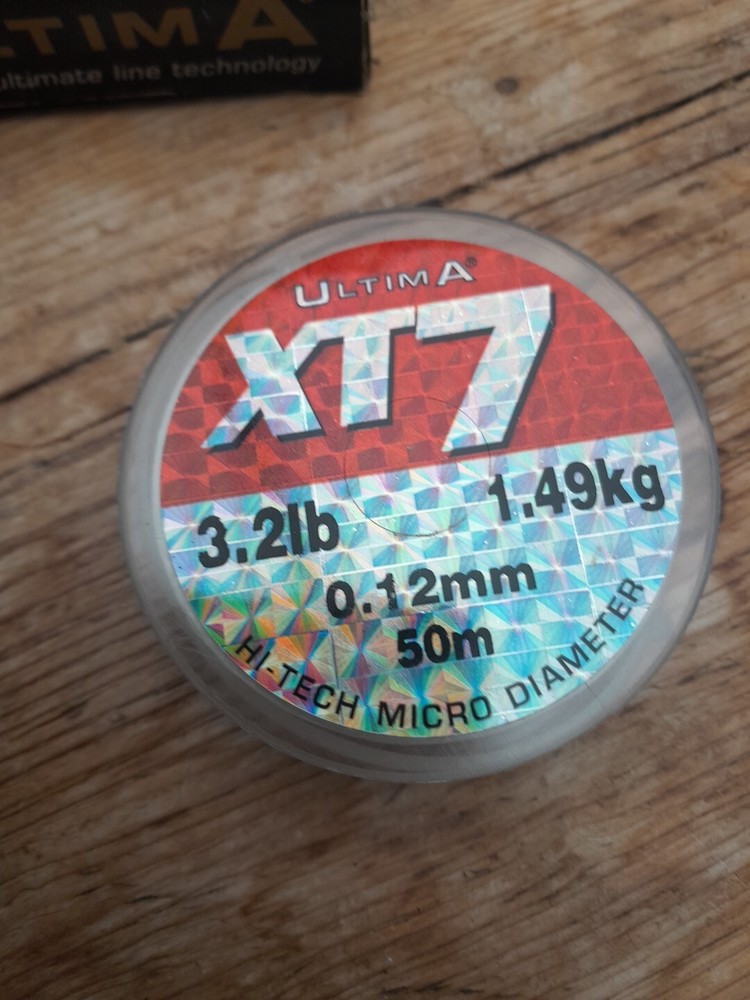 LTIMA
ultimate line technology
ULTIMA®
XT7
3.2lb 1.49kg
0.12mm
50m
HI-TECH MICRO DIAMETER